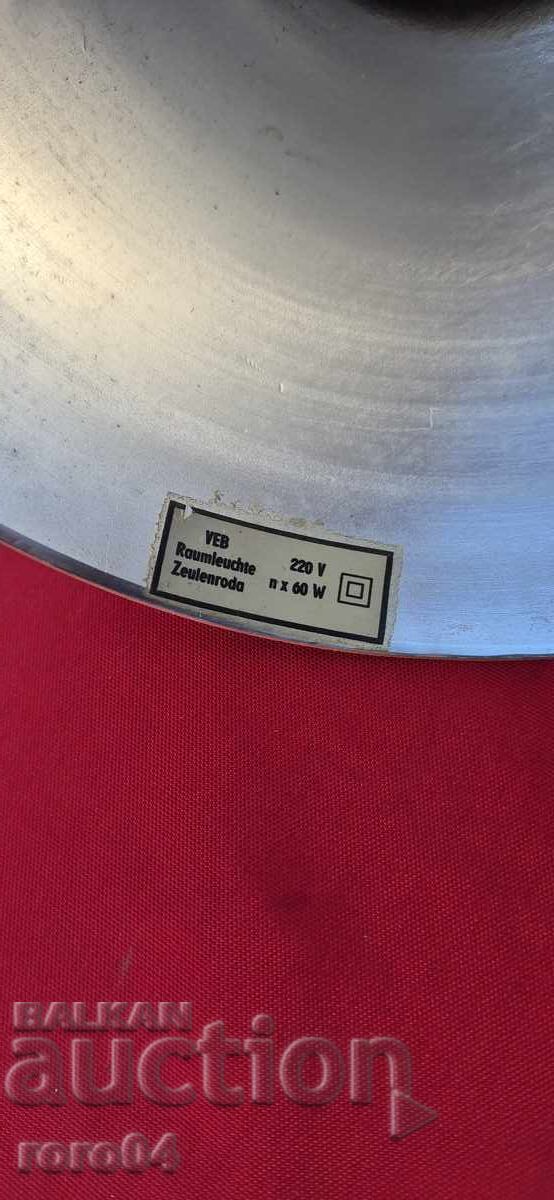 VEB
Raumleuchte
Zeulenroda
220 V
n x 60 W
BALKAN
auction
roro04